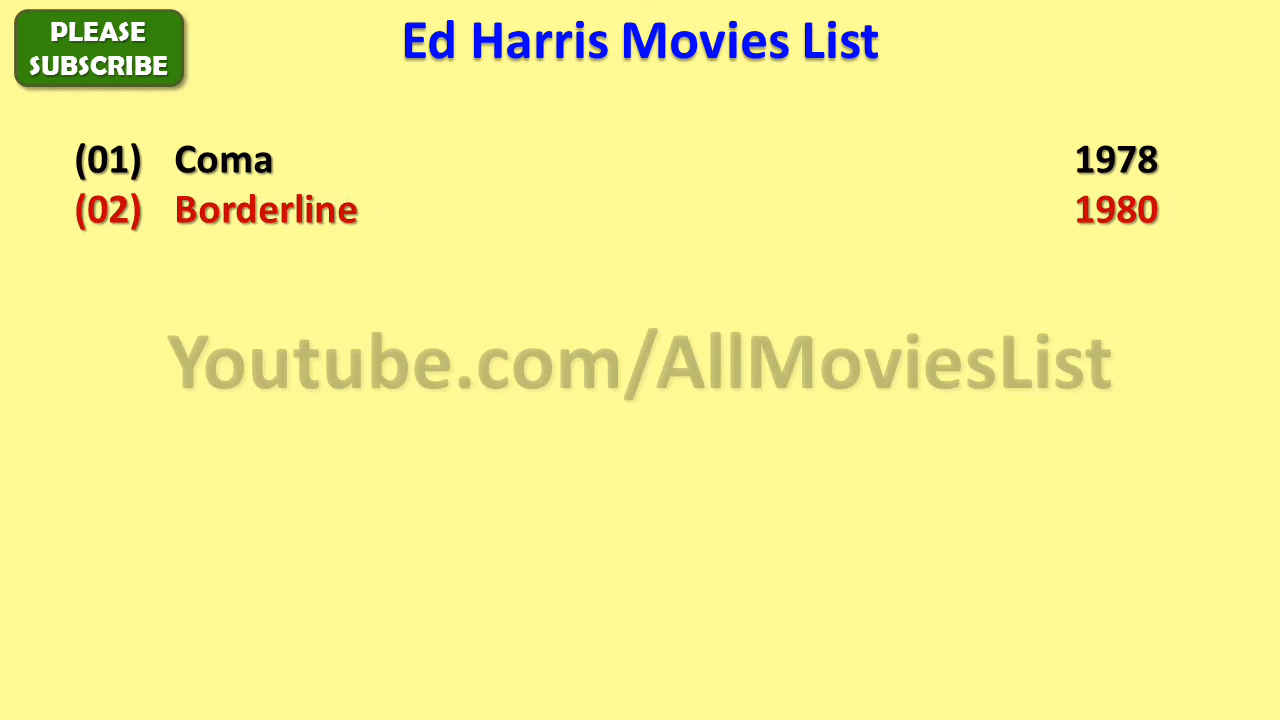 PLEASE
SUBSCRIBE
Ed Harris Movies List
(01) Coma 1978
(02) Borderline 1980
Youtube.com/AllMoviesList